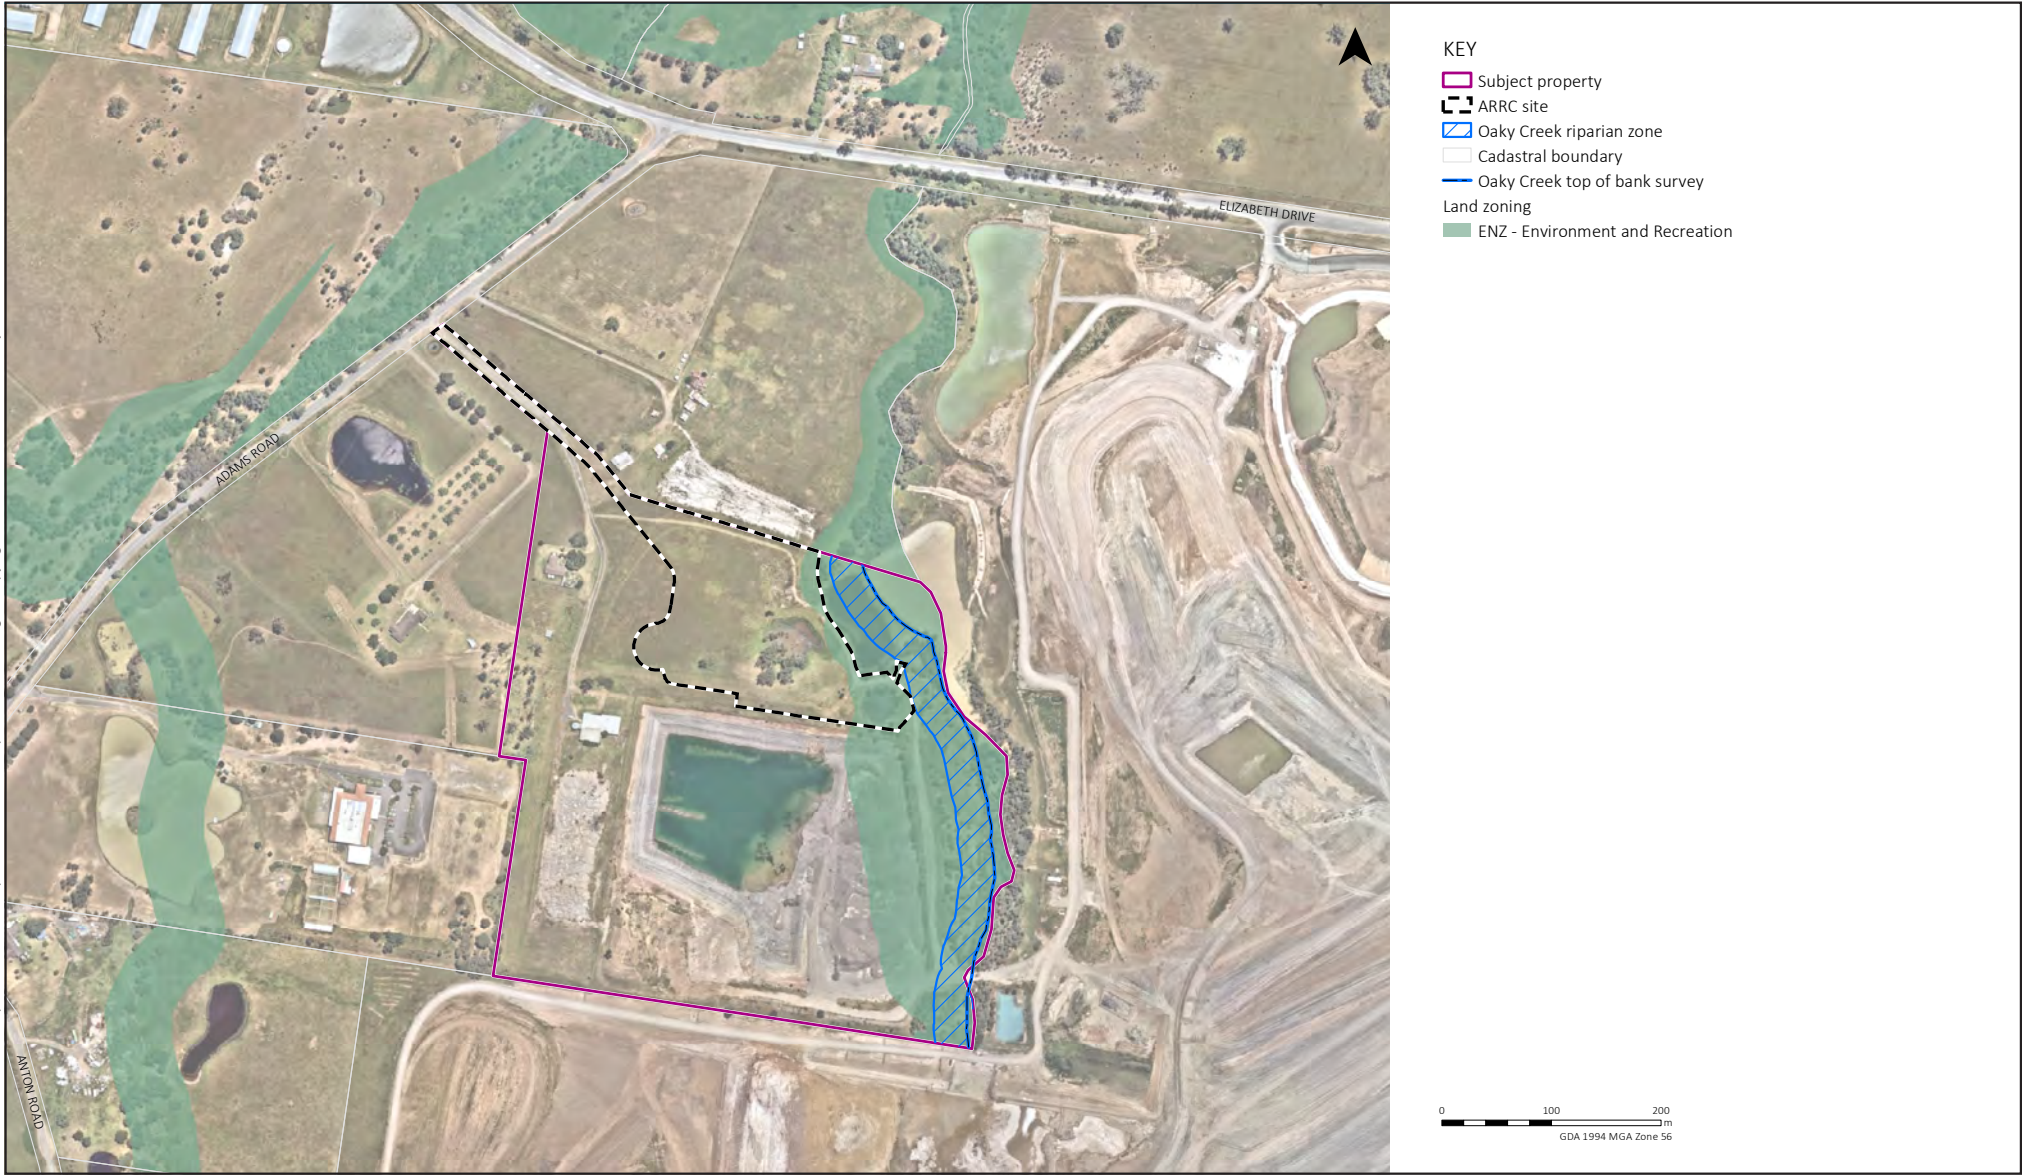 KEY
Subject property
ARRC site
Oaky Creek riparian zone
Cadastral boundary
Oaky Creek top of bank survey
Land zoning
ENZ - Environment and Recreation
ELIZABETH DRIVE
ADAMS ROAD
ANTON ROAD
0 100 200
m
GDA 1994 MGA Zone 56